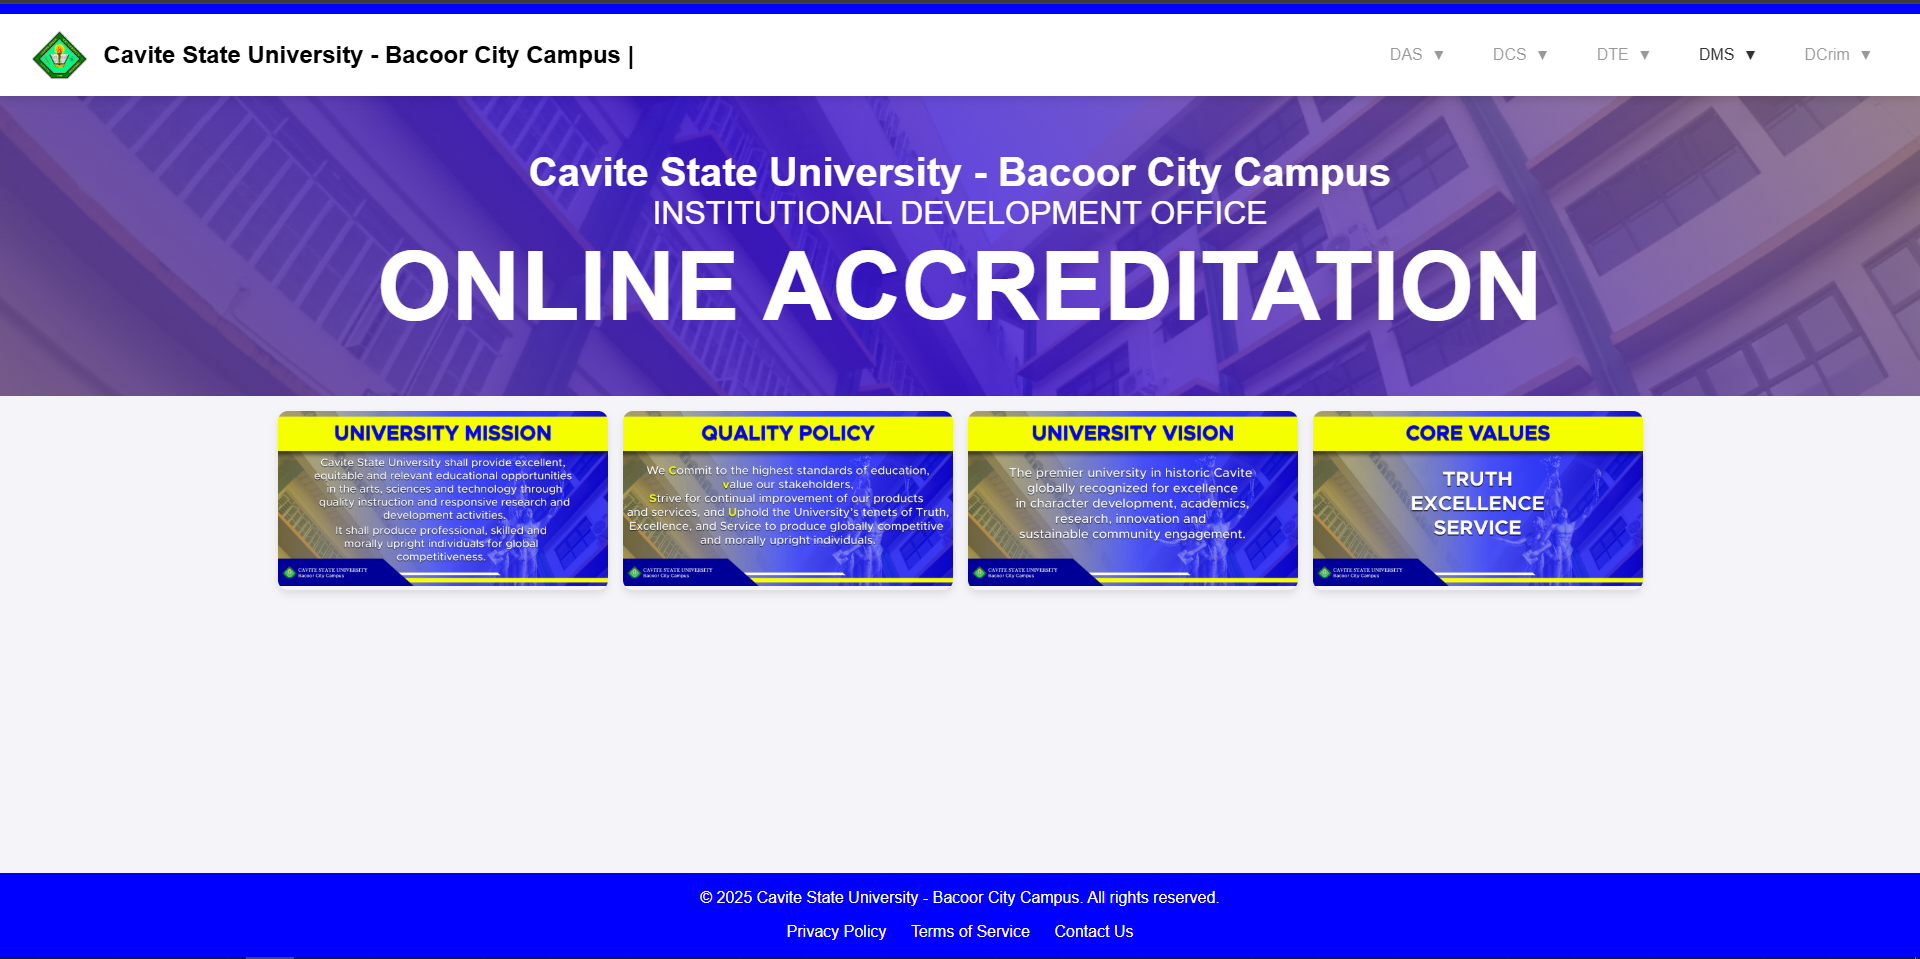 Cavite State University - Bacoor City Campus |
DAS ▼ DCS ▼ DTE ▼ DMS ▼ DCrim ▼
Cavite State University - Bacoor City Campus
INSTITUTIONAL DEVELOPMENT OFFICE
ONLINE ACCREDITATION
UNIVERSITY MISSION
Cavite State University shall provide excellent,
equitable and relevant educational opportunities
in the arts, sciences and technology through
quality instruction and responsive research and
development activities.
It shall produce professional, skilled and
morally upright individuals for global
competitiveness.
CAVITE STATE UNIVERSITY
Bacoor City Campus
QUALITY POLICY
We Commit to the highest standards of education,
value our stakeholders,
Strive for continual improvement of our products
and services, and Uphold the University's tenets of Truth,
Excellence, and Service to produce globally competitive
and morally upright individuals.
CAVITE STATE UNIVERSITY
Bacoor City Campus
UNIVERSITY VISION
The premier university in historic Cavite
globally recognized for excellence
in character development, academics,
research, innovation and
sustainable community engagement.
CAVITE STATE UNIVERSITY
Bacoor City Campus
CORE VALUES
TRUTH
EXCELLENCE
SERVICE
CAVITE STATE UNIVERSITY
Bacoor City Campus
© 2025 Cavite State University - Bacoor City Campus. All rights reserved.
Privacy Policy Terms of Service Contact Us